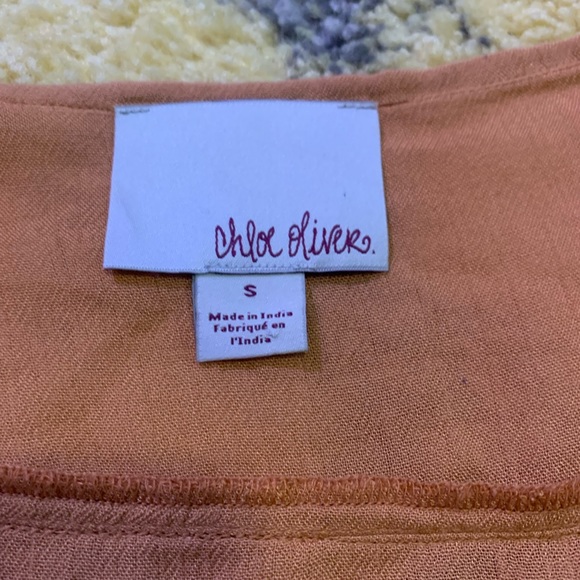 chloe oliver.
S
Made in India
Fabriqué en
l'India